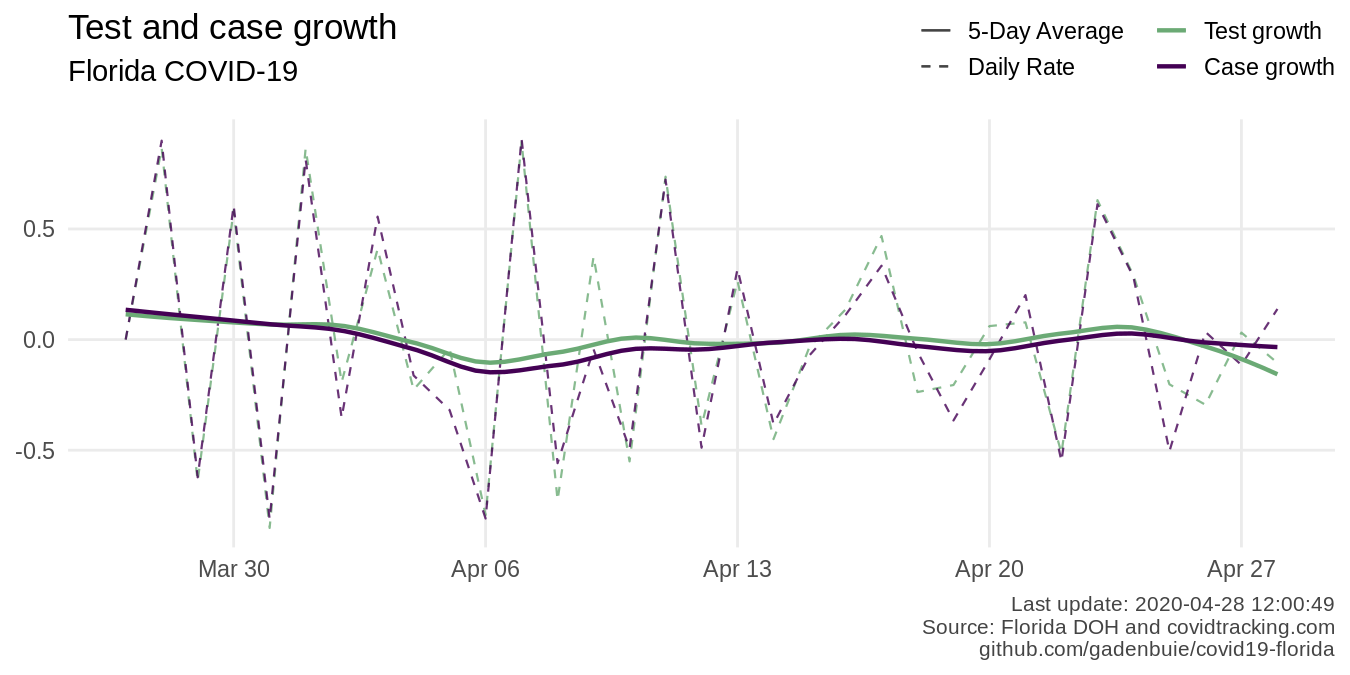 Test and case growth
Florida COVID-19
5-Day Average
Test growth
Daily Rate
Case growth
0.5
0.0
-0.5
Mar 30
Apr 06
Apr 13
Apr 20
Apr 27
Last update: 2020-04-28 12:00:49
Source: Florida DOH and covidtracking.com
github.com/gadenbuie/covid19-florida